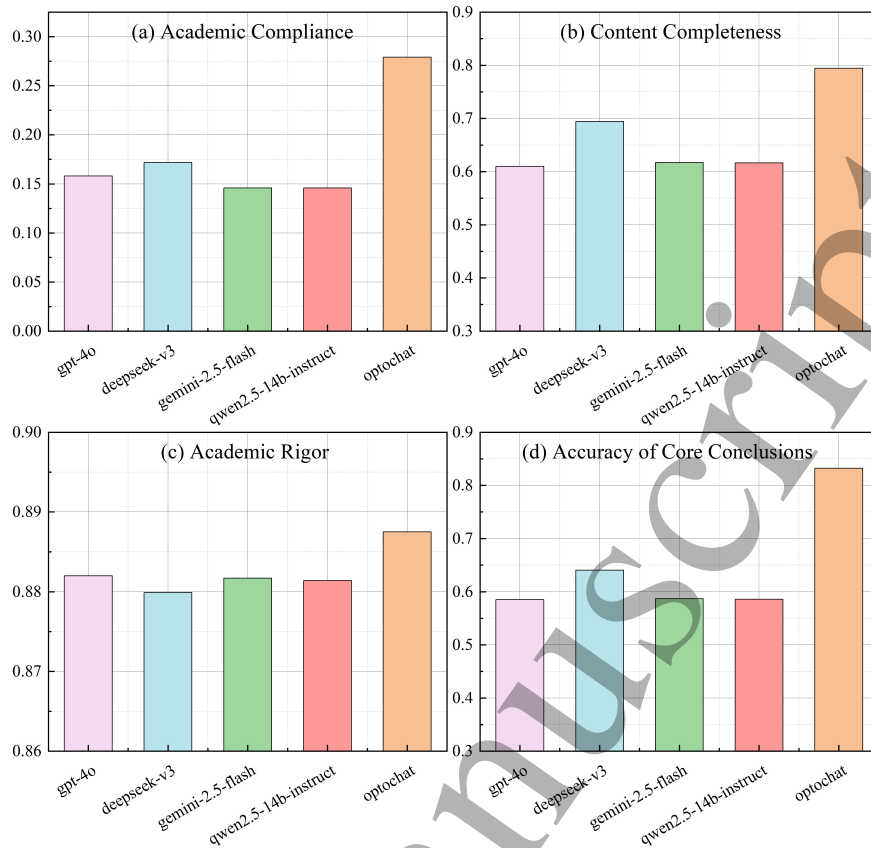 (a) Academic Compliance
0.30
0.25
0.20
0.15
0.10
0.05
0.00
gpt-4o
deepseek-v3
gemini-2.5-flash
qwen2.5-14b-instruct
optochat
(b) Content Completeness
0.9
0.8
0.7
0.6
0.5
0.4
0.3
gpt-4o
deepseek-v3
gemini-2.5-flash
qwen2.5-14b-instruct
optochat
(c) Academic Rigor
0.90
0.89
0.88
0.87
0.86
gpt-4o
deepseek-v3
gemini-2.5-flash
qwen2.5-14b-instruct
optochat
(d) Accuracy of Core Conclusions
0.9
0.8
0.7
0.6
0.5
0.4
0.3
gpt-4o
deepseek-v3
gemini-2.5-flash
qwen2.5-14b-instruct
optochat